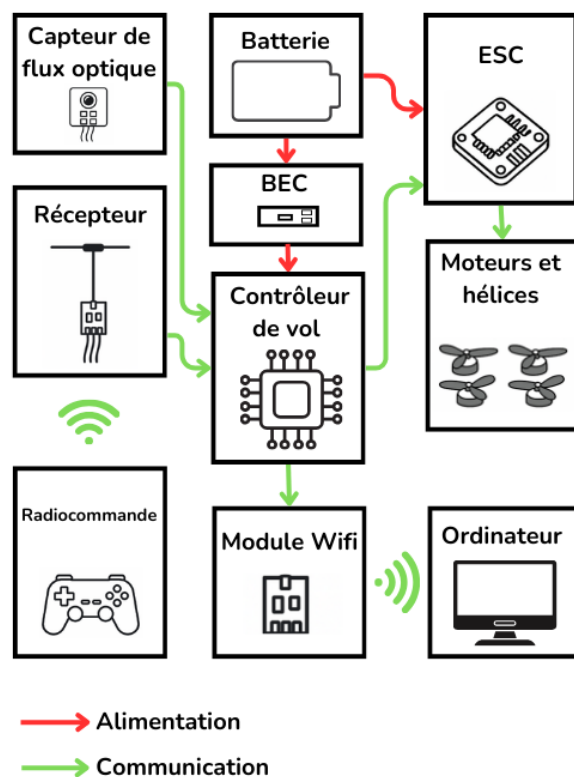 Capteur de
flux optique
Batterie
ESC
BEC
Récepteur
Contrôleur
de vol
Moteurs et
hélices
Radiocommande
Module Wifi
Ordinateur
Alimentation
Communication